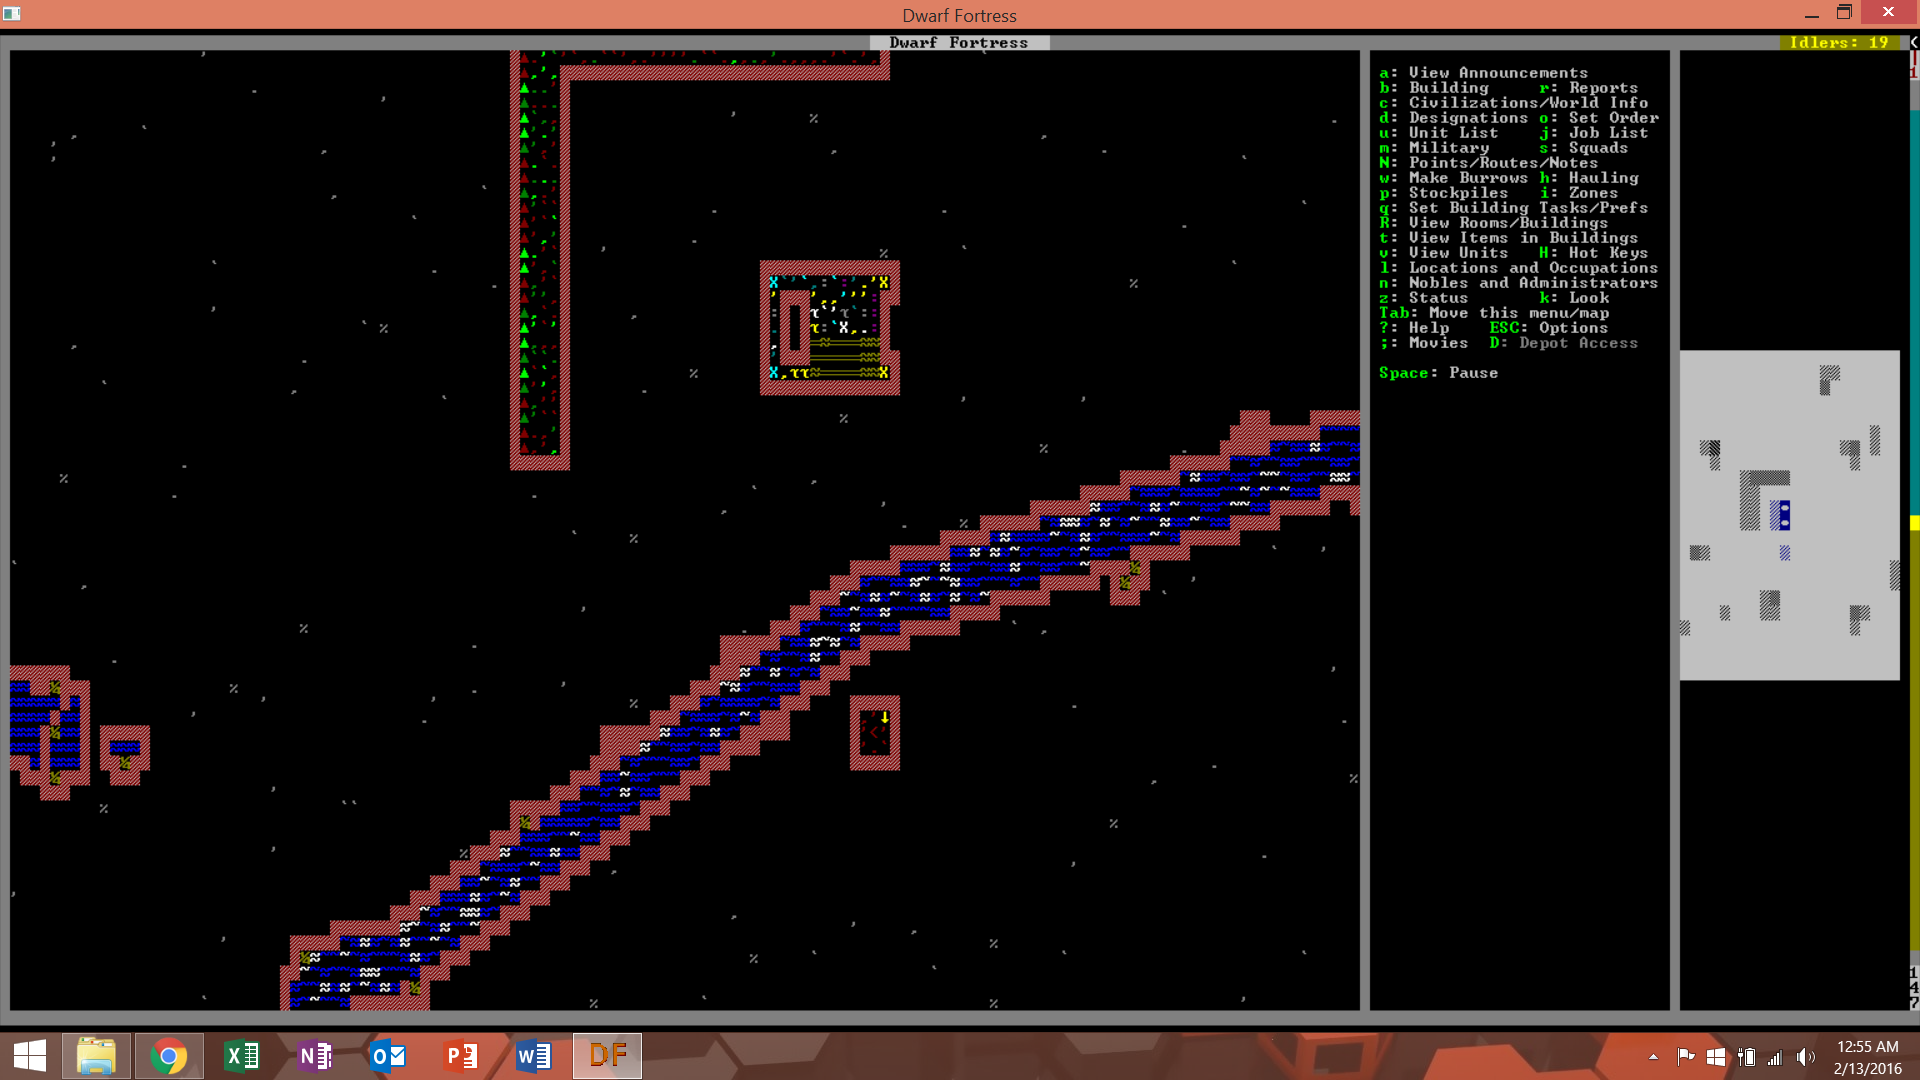 Dwarf Fortress
Dwarf Fortress
Idlers: 19
a: View Announcements
b: Building r: Reports
c: Civilizations/World Info
d: Designations o: Set Order
u: Unit List j: Job List
m: Military s: Squads
N: Points/Routes/Notes
w: Make Burrows h: Hauling
p: Stockpiles i: Zones
q: Set Building Tasks/Prefs
R: View Rooms/Buildings
t: View Items in Buildings
v: View Units H: Hot Keys
l: Locations and Occupations
n: Nobles and Administrators
z: Status k: Look
Tab: Move this menu/map
?: Help ESC: Options
;: Movies D: Depot Access
Space: Pause
DF
12:55 AM
2/13/2016